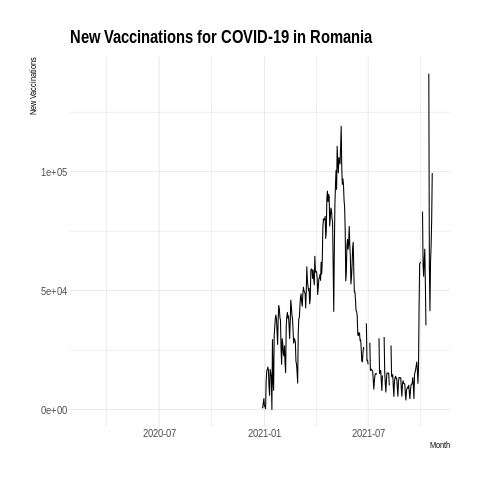 New Vaccinations for COVID-19 in Romania
New Vaccinations
1e+05
5e+04
0e+00
2020-07
2021-01
2021-07
Month